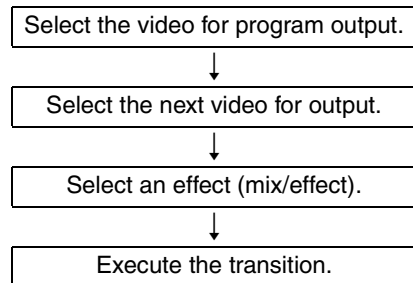 Select the video for program output.
Select the next video for output.
Select an effect (mix/effect).
Execute the transition.